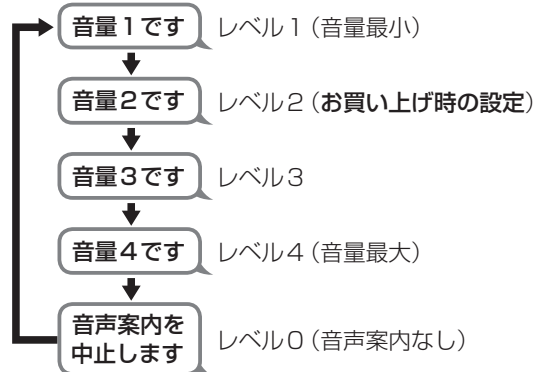 音量1です レベル1(音量最小)
音量2です レベル2(お買い上げ時の設定)
音量3です レベル3
音量4です レベル4(音量最大)
音声案内を
中止します レベル0(音声案内なし)